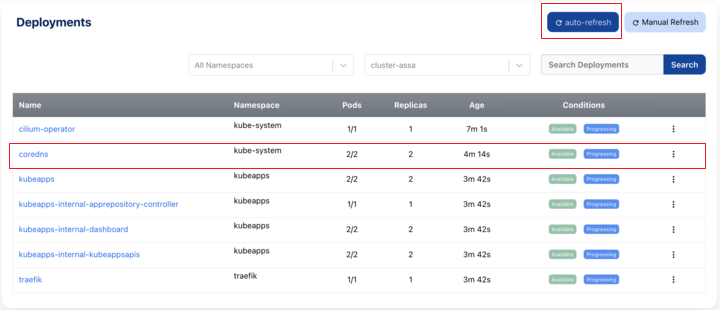 Deployments
auto-refresh
Manual Refresh
All Namespaces
cluster-assa
Search Deployments
Search
Name Namespace Pods Replicas Age Conditions
cilium-operator kube-system 1/1 1 7m 1s Available Progressing
coredns kube-system 2/2 2 4m 14s Available Progressing
kubeapps kubeapps 2/2 2 3m 42s Available Progressing
kubeapps-internal-apprepository-controller kubeapps 1/1 1 3m 42s Available Progressing
kubeapps-internal-dashboard kubeapps 2/2 2 3m 42s Available Progressing
kubeapps-internal-kubeappsapis kubeapps 2/2 2 3m 42s Available Progressing
traefik traefik 1/1 1 3m 42s Available Progressing